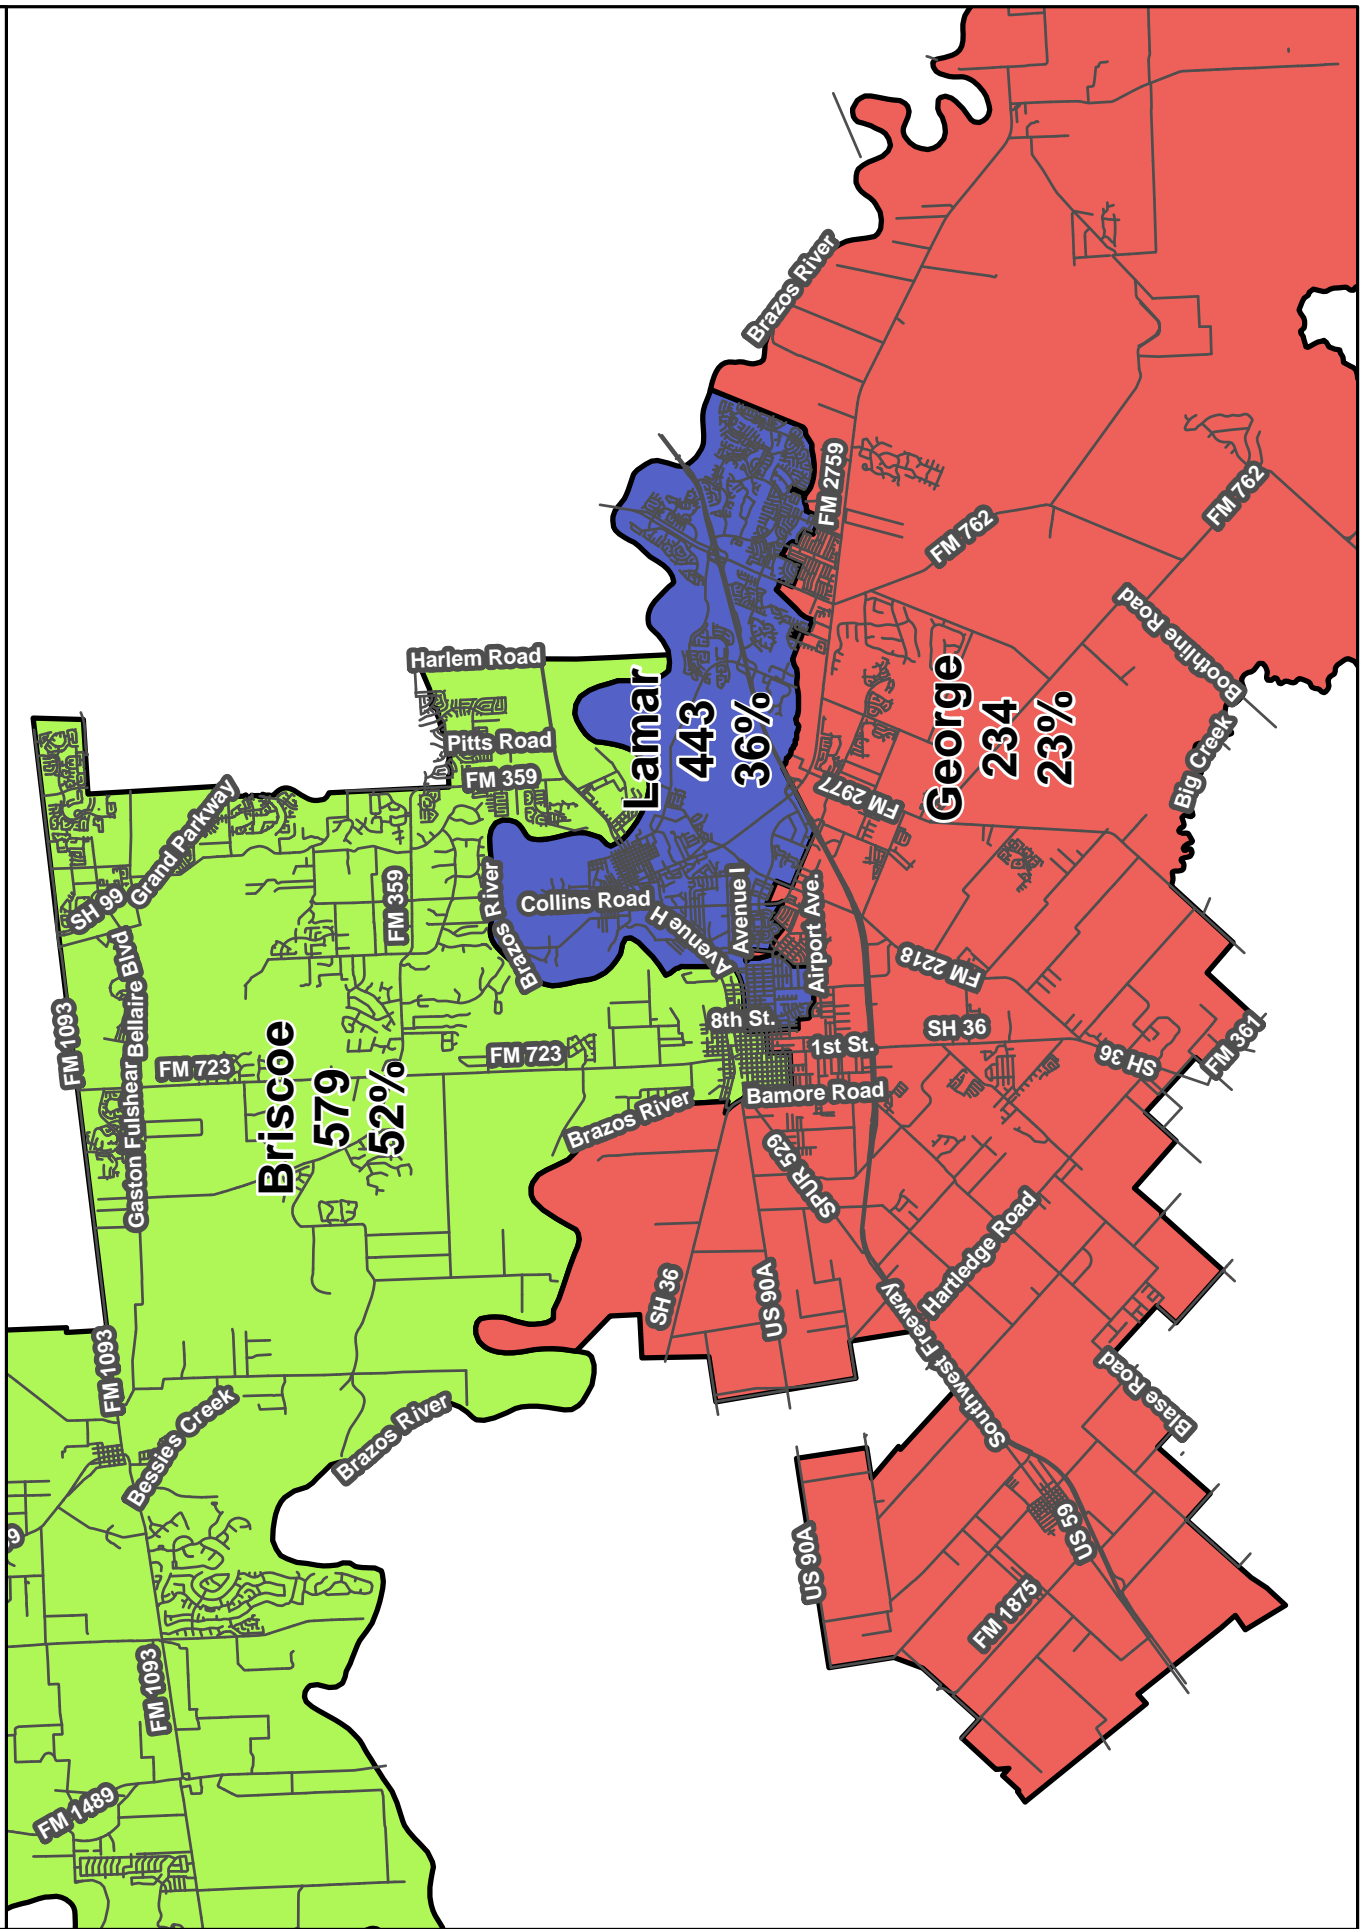 Brazos River
FM 2759
FM 762
FM 762
Boothline Road
Harlem Road
Pitts Road
FM 359
Lamar
443
36%
George
234
23%
FM 2977
Big Creek
Grand Parkway
SH 99
FM 359
Brazos River
Collins Road
Avenue H
Avenue I
Airport Ave.
FM 2218
Gaston Fulshear Bellaire Blvd
FM 1093
FM 723
Briscoe
579
52%
FM 723
8th St.
1st St.
SH 36
SH 36
FM 361
Bamore Road
Brazos River
SPUR 529
Hartledge Road
SH 36
US 90A
Southwest Freeway
Blase Road
FM 1093
Bessies Creek
Brazos River
US 90A
US 59
FM 1875
FM 1093
FM 1489